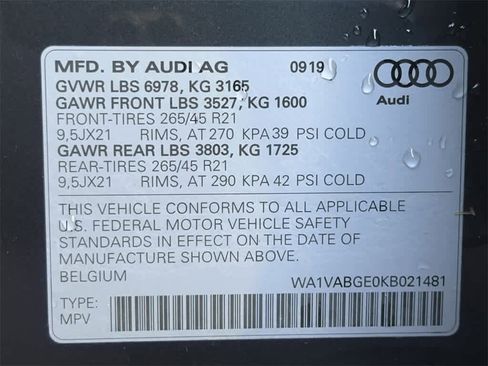 MFD. BY AUDI AG 0919
GVWR LBS 6978, KG 3165
GAWR FRONT LBS 3527, KG 1600
Audi
FRONT-TIRES 265/45 R21
9,5JX21 RIMS, AT 270 KPA 39 PSI COLD
GAWR REAR LBS 3803, KG 1725
REAR-TIRES 265/45 R21
9,5JX21 RIMS, AT 290 KPA 42 PSI COLD
THIS VEHICLE CONFORMS TO ALL APPLICABLE
U.S. FEDERAL MOTOR VEHICLE SAFETY
STANDARDS IN EFFECT ON THE DATE OF
MANUFACTURE SHOWN ABOVE.
BELGIUM WA1VABGE0KB021481
TYPE:
MPV